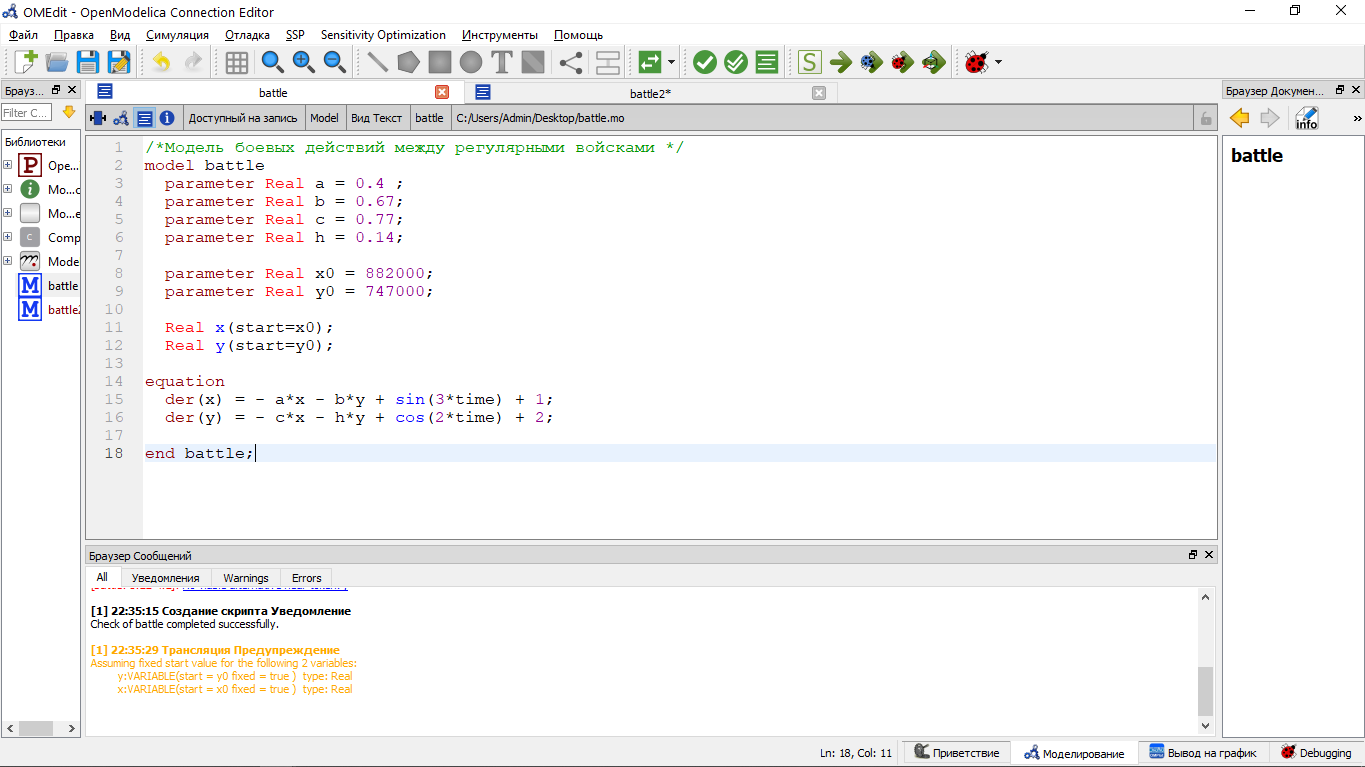 OMEdit - OpenModelica Connection Editor
Файл Правка Вид Симуляция Отладка SSP Sensitivity Optimization Инструменты Помощь
Брауз...
battle
battle2*
Браузер Докумен...
Filter C...
Доступный на запись Model Вид Текст battle C:/Users/Admin/Desktop/battle.mo
info
»
Библиотеки
P Ope...
i Mo...c
Mo...e
C Comp
Mode
M battle
M battle2
battle
1 /*Модель боевых действий между регулярными войсками */
2 model battle
3 parameter Real a = 0.4 ;
4 parameter Real b = 0.67;
5 parameter Real c = 0.77;
6 parameter Real h = 0.14;
7
8 parameter Real x0 = 882000;
9 parameter Real y0 = 747000;
10
11 Real x(start=x0);
12 Real y(start=y0);
13
14 equation
15 der(x) = - a*x - b*y + sin(3*time) + 1;
16 der(y) = - c*x - h*y + cos(2*time) + 2;
17
18 end battle;
Браузер Сообщений
All Уведомления Warnings Errors
[1] 22:35:15 Создание скрипта Уведомление
Check of battle completed successfully.
[1] 22:35:29 Трансляция Предупреждение
Assuming fixed start value for the following 2 variables:
y:VARIABLE(start = y0 fixed = true ) type: Real
x:VARIABLE(start = x0 fixed = true ) type: Real
Ln: 18, Col: 11 Приветствие Моделирование Вывод на график Debugging